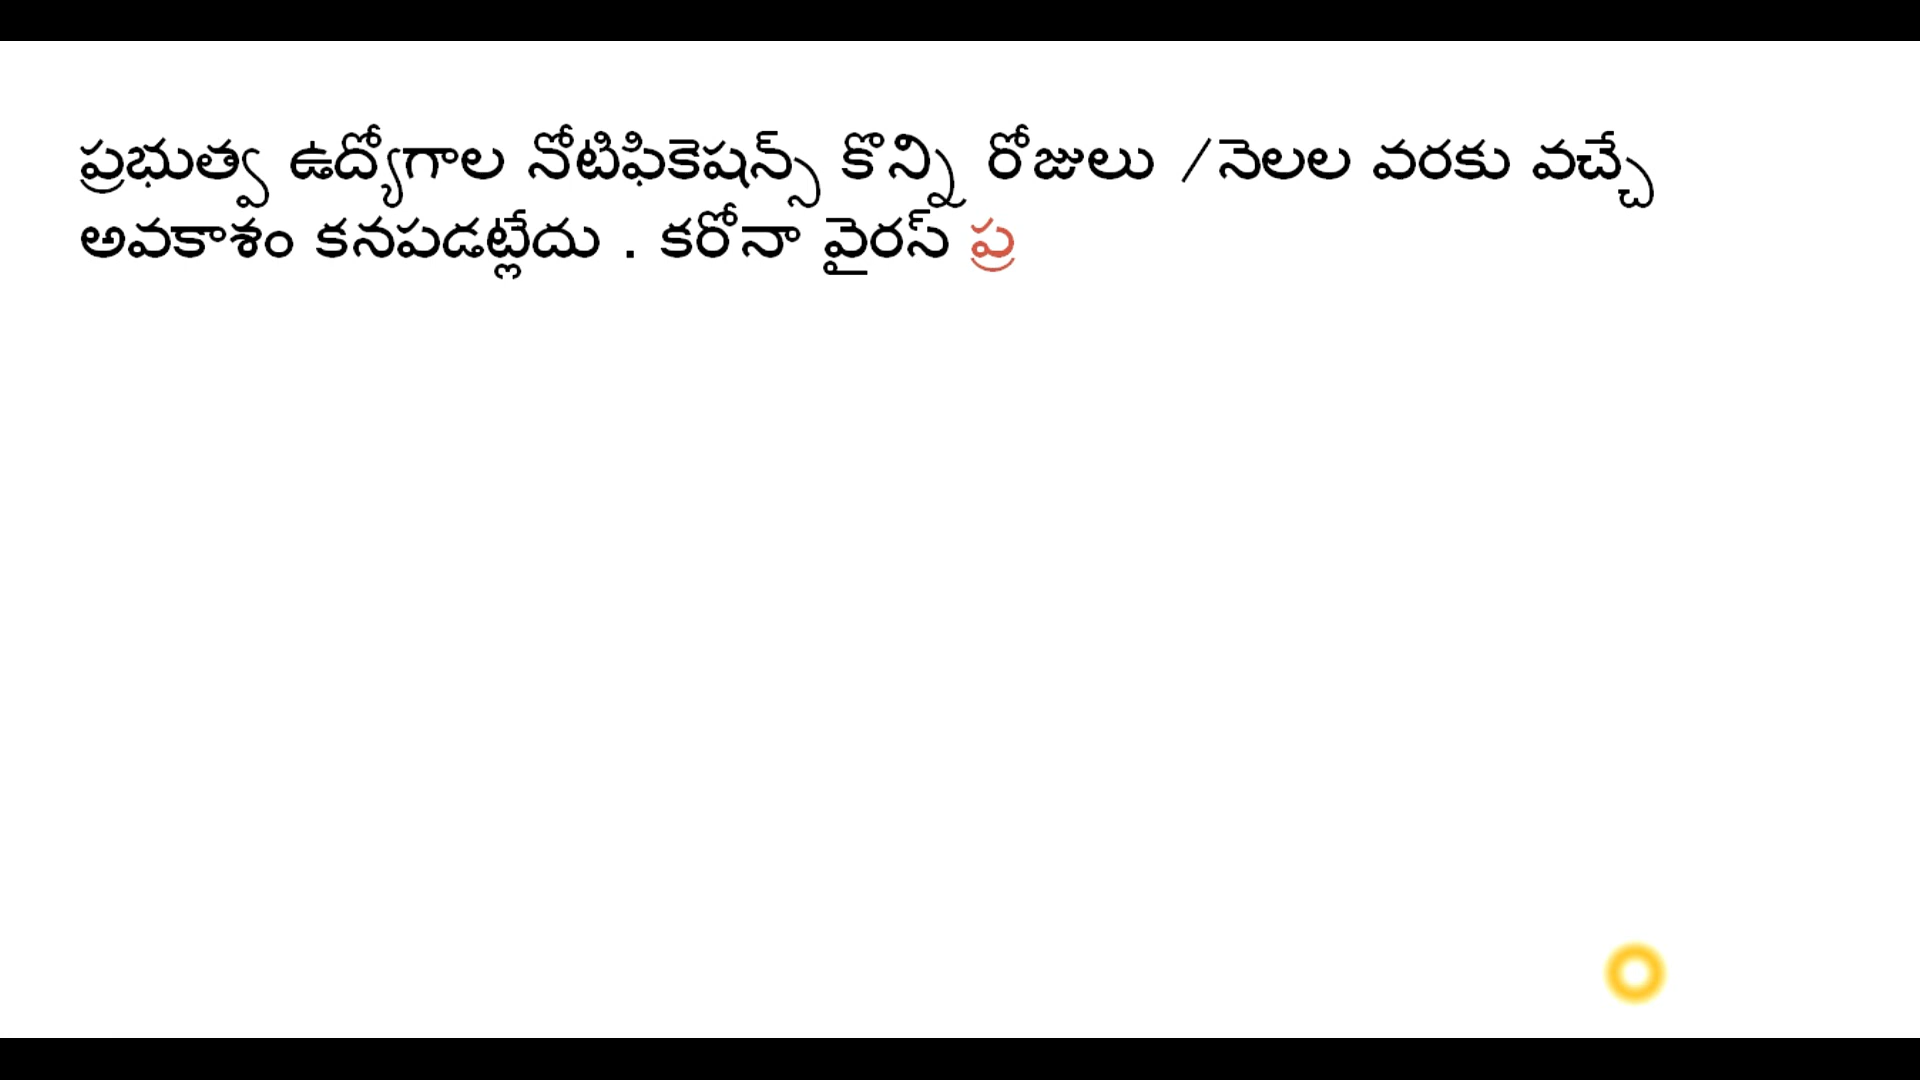 ప్రభుత్వ ఉద్యోగాల నోటిఫికెషన్స్ కొన్ని రోజులు /నెలల వరకు వచ్చే
అవకాశం కనపడట్లేదు . కరోనా వైరస్ ప్ర